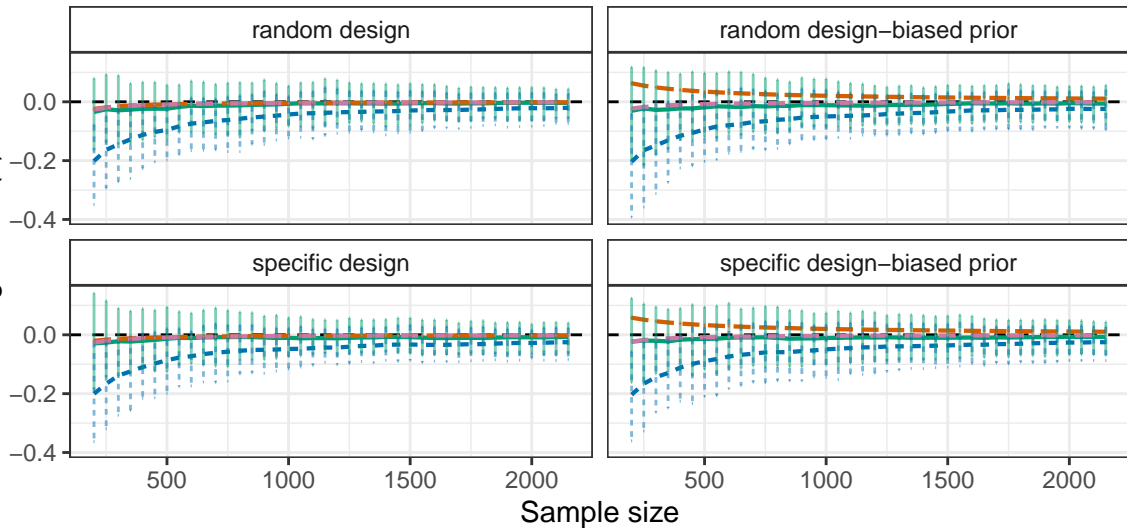 random design
random design−biased prior
0.0
−0.2
−0.4
specific design
specific design−biased prior
0.0
−0.2
−0.4
500 1000 1500 2000 500 1000 1500 2000
Sample size